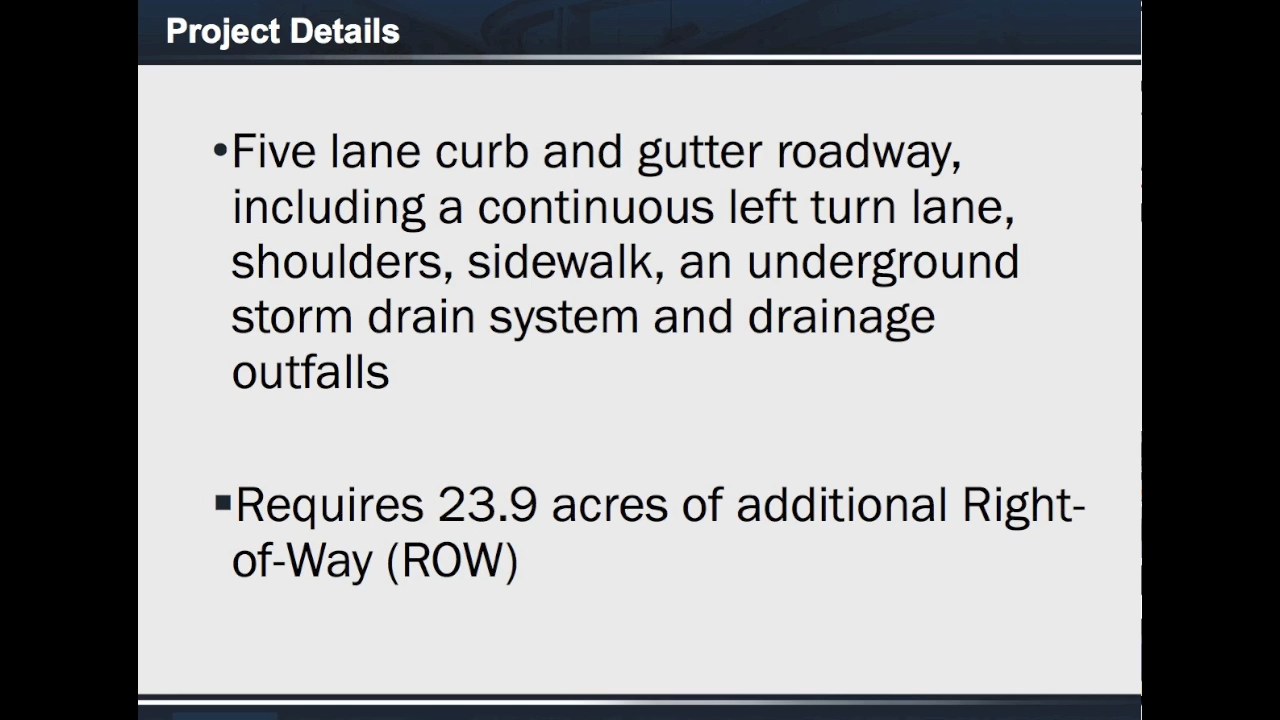 Project Details
•Five lane curb and gutter roadway,
including a continuous left turn lane,
shoulders, sidewalk, an underground
storm drain system and drainage
outfalls
▪Requires 23.9 acres of additional Right-
of-Way (ROW)